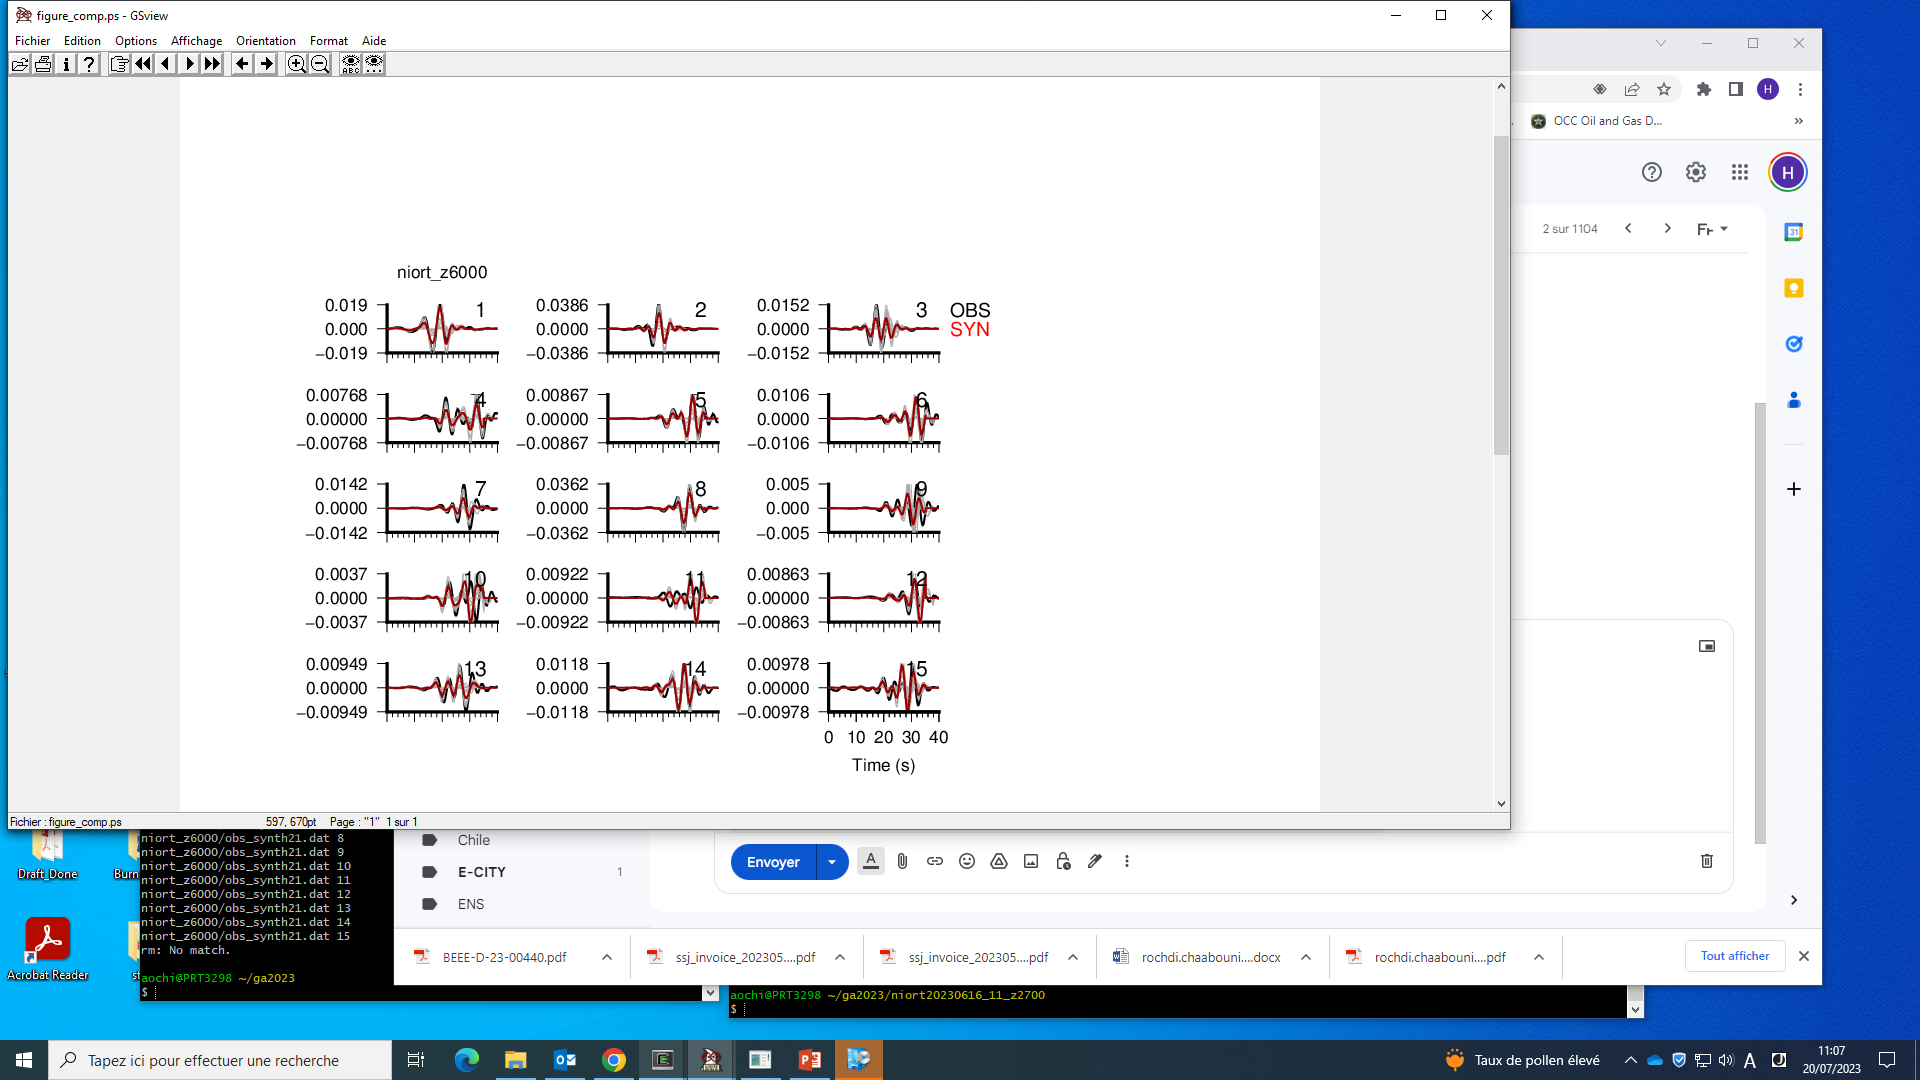 figure_comp.ps - GSview
Fichier Edition Options Affichage Orientation Format Aide
OCC Oil and Gas D...
H
2 sur 1104
niort_z6000
0.019 0.000 −0.019 1
0.0386 0.0000 −0.0386 2
0.0152 0.0000 −0.0152 3
OBS
SYN
0.00768 0.00000 −0.00768 4
0.00867 0.00000 −0.00867 5
0.0106 0.0000 −0.0106 6
0.0142 0.0000 −0.0142 7
0.0362 0.0000 −0.0362 8
0.005 0.000 −0.005 9
0.0037 0.0000 −0.0037 10
0.00922 0.00000 −0.00922 11
0.00863 0.00000 −0.00863 12
0.00949 0.00000 −0.00949 13
0.0118 0.0000 −0.0118 14
0.00978 0.00000 −0.00978 15
0 10 20 30 40
Time (s)
Fichier : figure_comp.ps 597, 670pt Page : "1" 1 sur 1
Draft_Done
Acrobat Reader
niort_z6000/obs_synth21.dat 8
niort_z6000/obs_synth21.dat 9
niort_z6000/obs_synth21.dat 10
niort_z6000/obs_synth21.dat 11
niort_z6000/obs_synth21.dat 12
niort_z6000/obs_synth21.dat 13
niort_z6000/obs_synth21.dat 14
niort_z6000/obs_synth21.dat 15
rm: No match.
aochi@PRT3298 ~/ga2023
$
Chile
E-CITY 1
ENS
Envoyer
BEEE-D-23-00440.pdf
ssj_invoice_202305....pdf
ssj_invoice_202305....pdf
rochdi.chaabouni....docx
rochdi.chaabouni....pdf
Tout afficher
aochi@PRT3298 ~/ga2023/niort20230616_11_z2700
$
Tapez ici pour effectuer une recherche
Taux de pollen élevé
11:07
20/07/2023